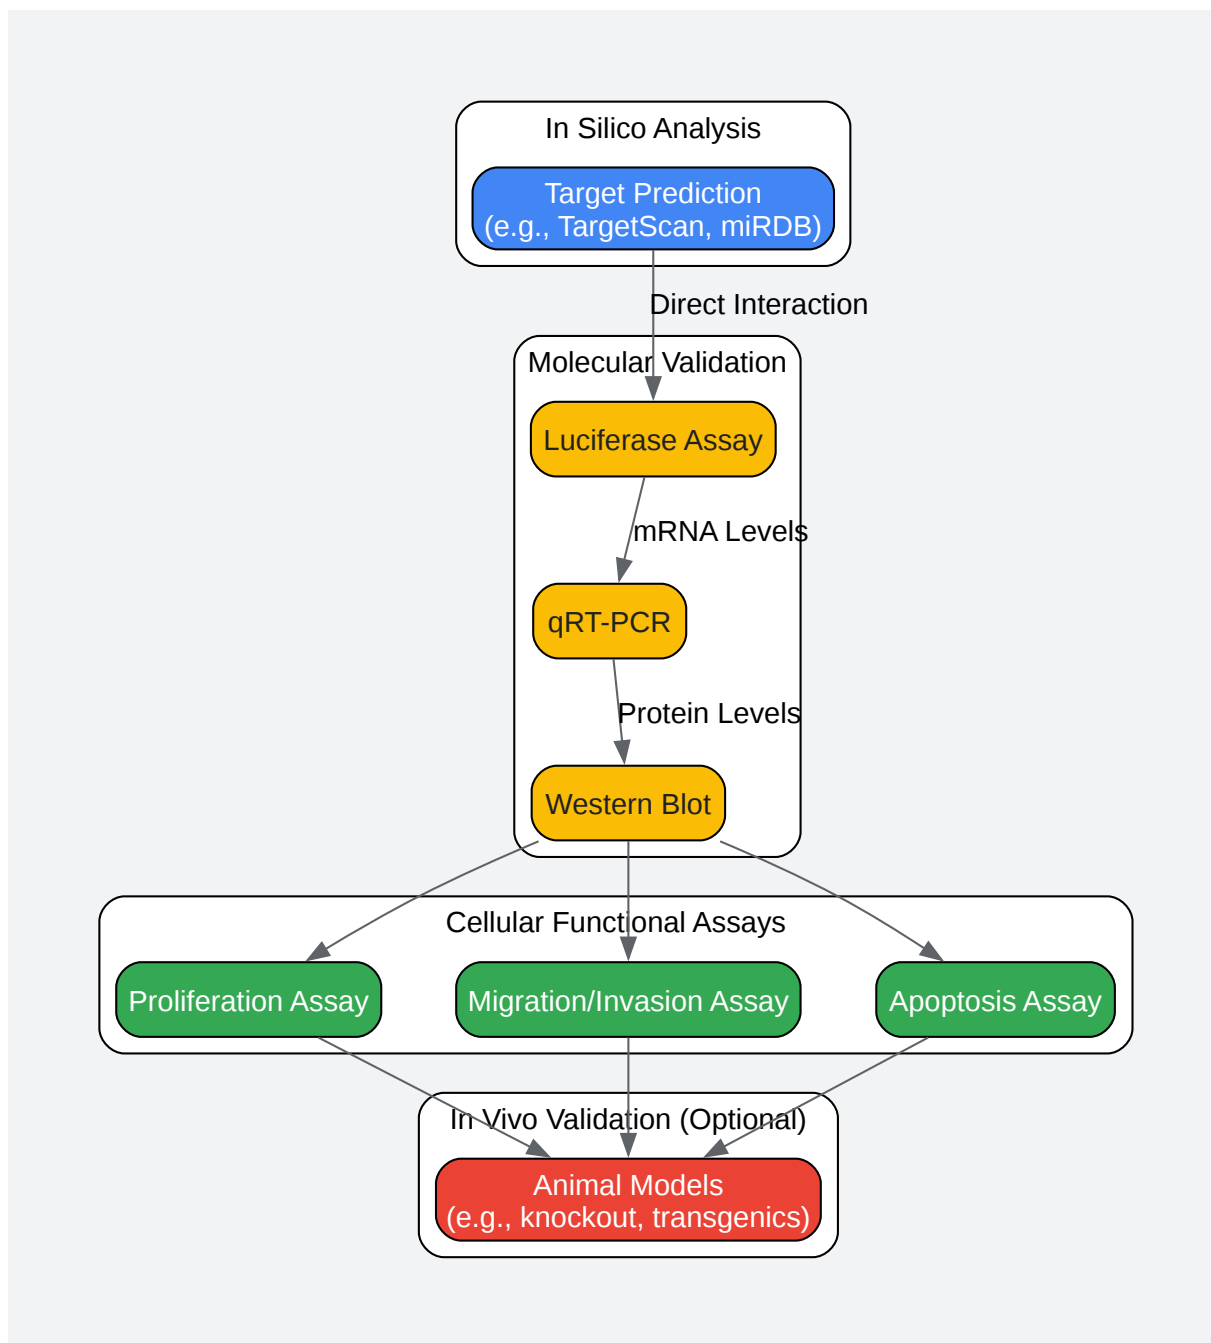 In Silico Analysis
Target Prediction
(e.g., TargetScan, miRDB)
Direct Interaction
Molecular Validation
Luciferase Assay
mRNA Levels
qRT-PCR
Protein Levels
Western Blot
Cellular Functional Assays
Proliferation Assay
Migration/Invasion Assay
Apoptosis Assay
In Vivo Validation (Optional)
Animal Models
(e.g., knockout, transgenics)